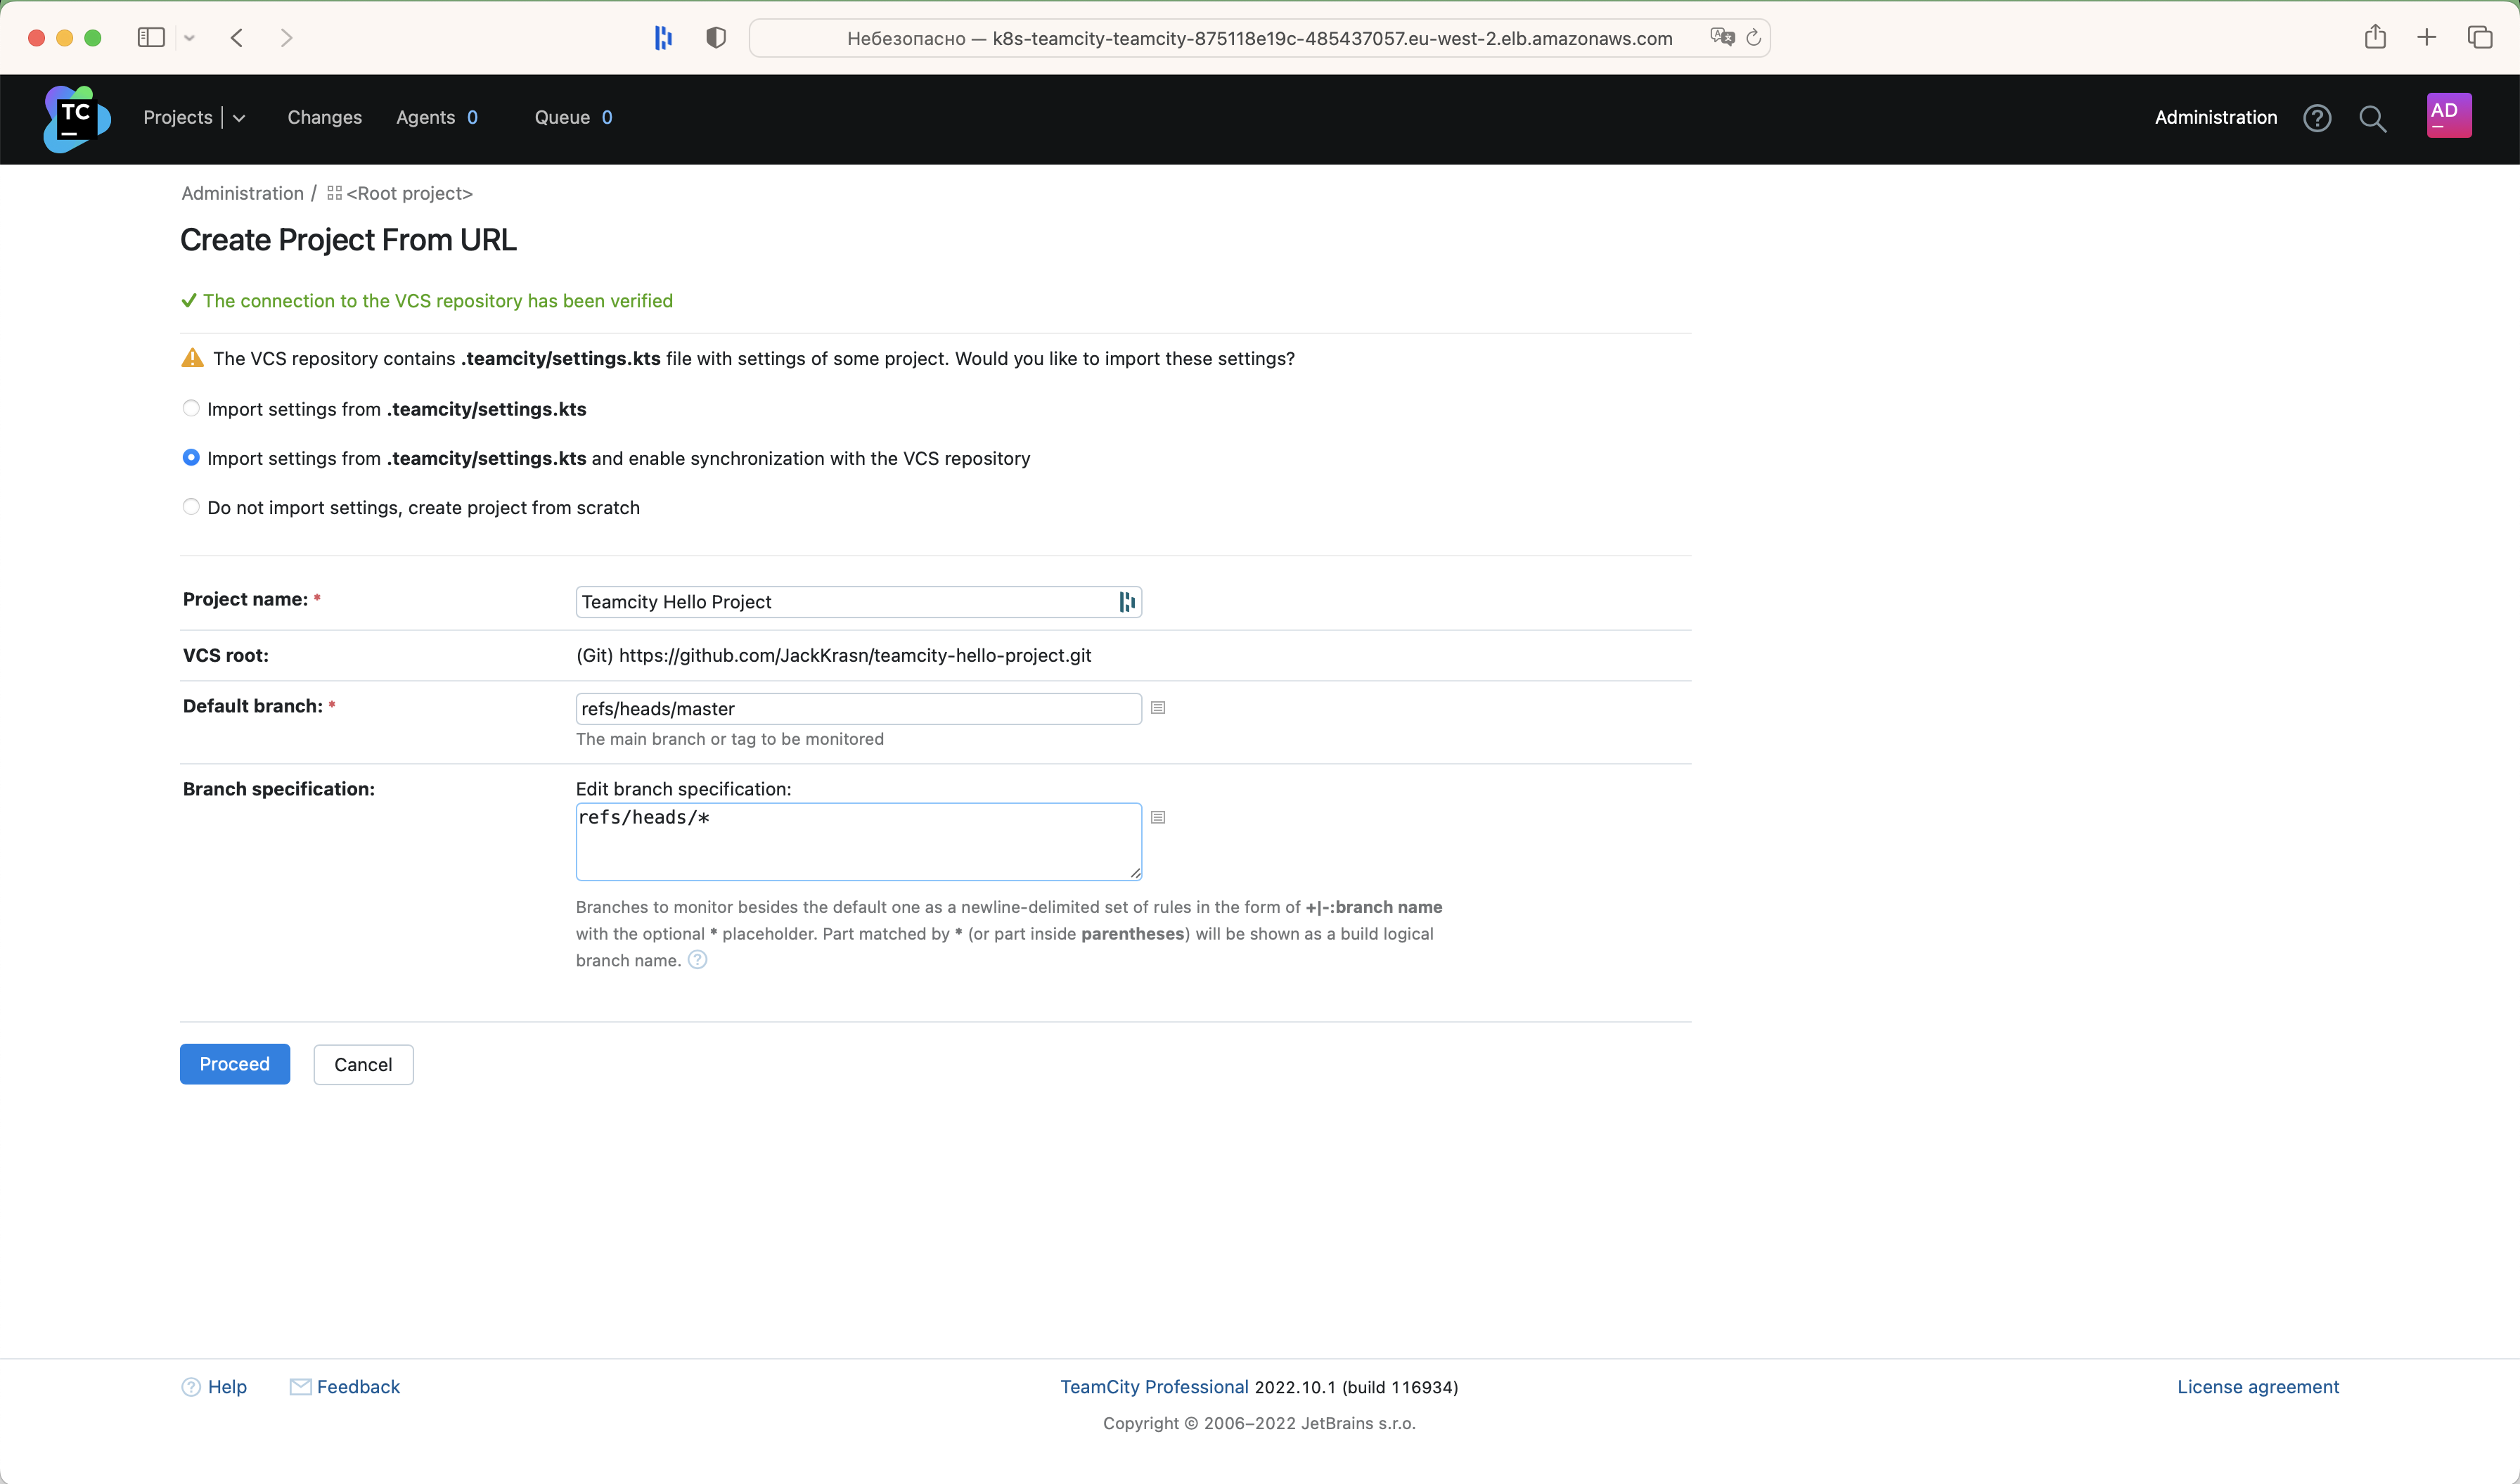 Небезопасно — k8s-teamcity-teamcity-875118e19c-485437057.eu-west-2.elb.amazonaws.com
TC
Projects
Changes
Agents 0
Queue 0
Administration
AD
Administration / <Root project>
Create Project From URL
The connection to the VCS repository has been verified
The VCS repository contains .teamcity/settings.kts file with settings of some project. Would you like to import these settings?
Import settings from .teamcity/settings.kts
Import settings from .teamcity/settings.kts and enable synchronization with the VCS repository
Do not import settings, create project from scratch
Project name: *
Teamcity Hello Project
VCS root:
(Git) https://github.com/JackKrasn/teamcity-hello-project.git
Default branch: *
refs/heads/master
The main branch or tag to be monitored
Branch specification:
Edit branch specification:
refs/heads/*
Branches to monitor besides the default one as a newline-delimited set of rules in the form of +|-:branch name
with the optional * placeholder. Part matched by * (or part inside parentheses) will be shown as a build logical
branch name. ?
Proceed
Cancel
Help
Feedback
TeamCity Professional 2022.10.1 (build 116934)
License agreement
Copyright © 2006–2022 JetBrains s.r.o.